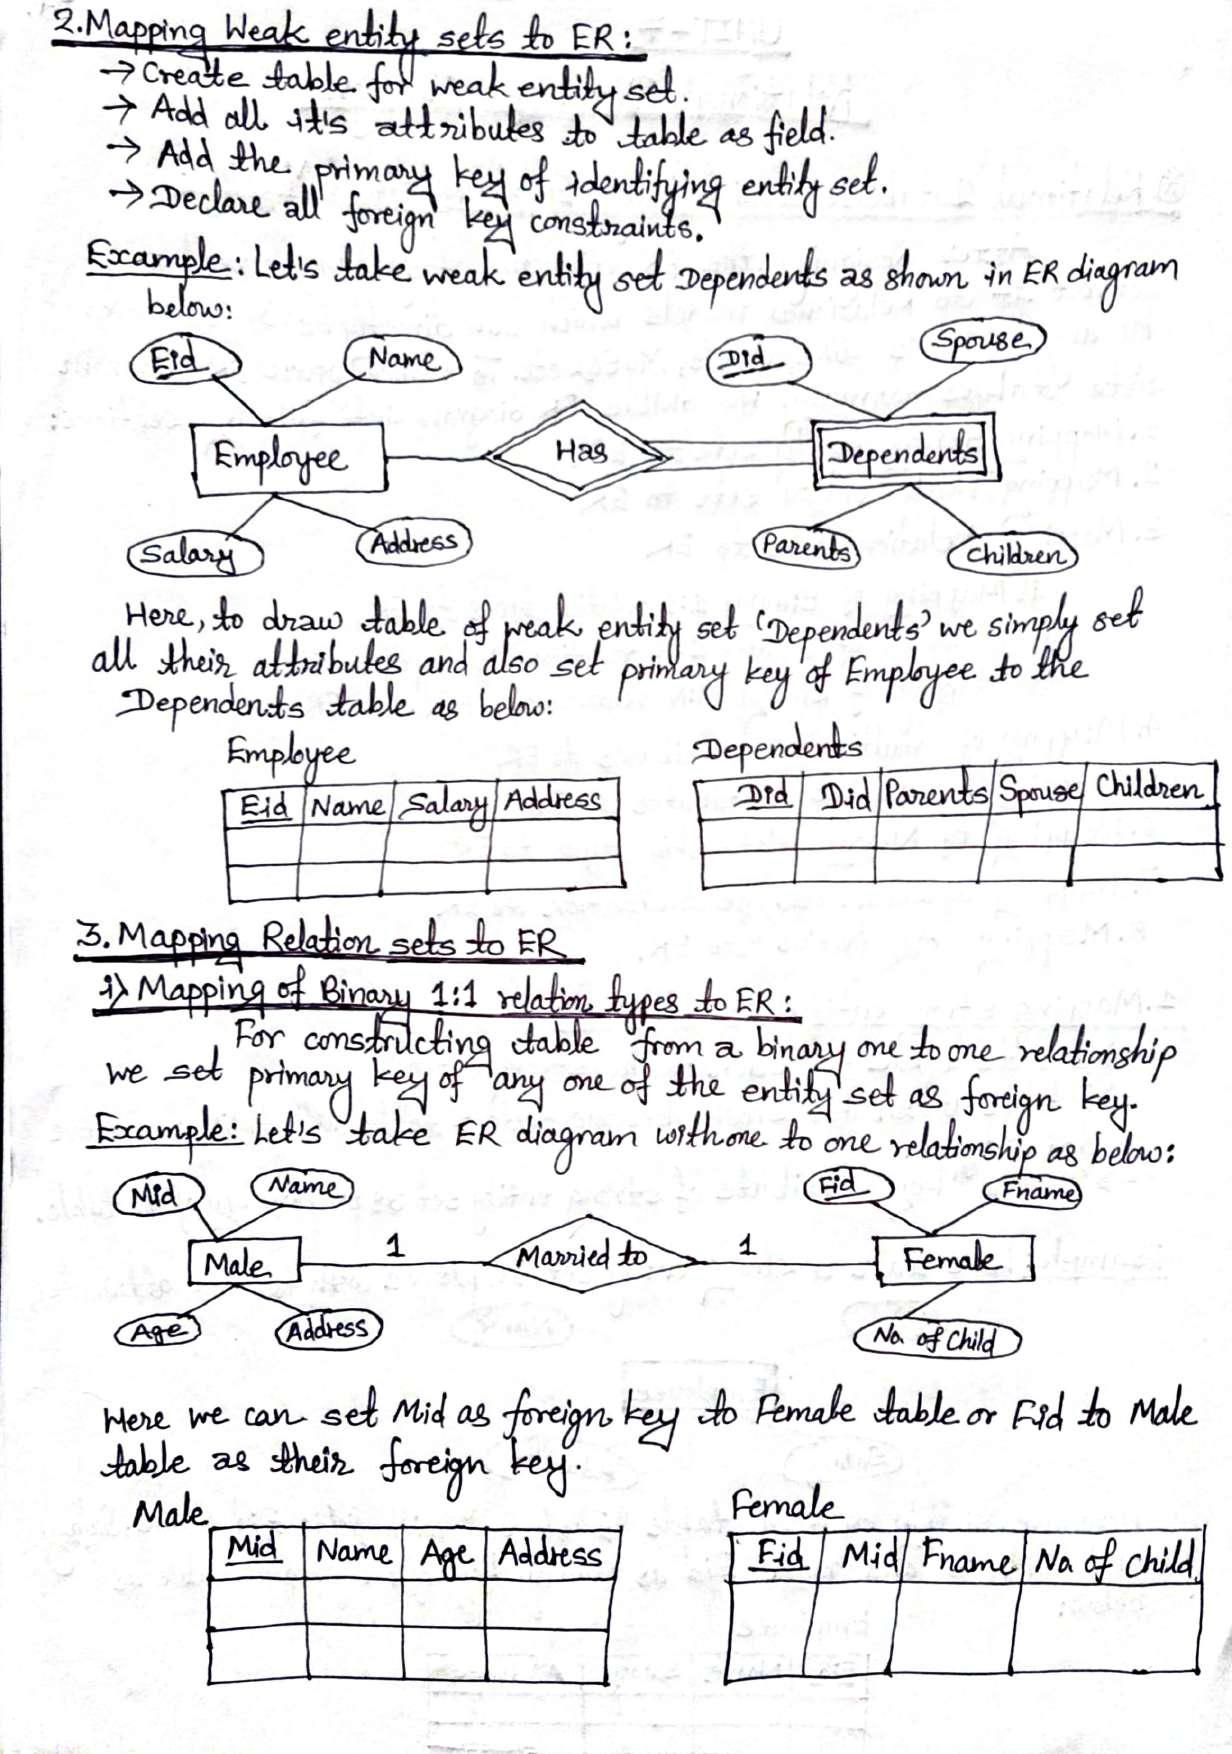 2.Mapping Weak entity sets to ER:
→ Create table for weak entity set.
→ Add all it's attributes to table as field.
→ Add the primary key of identifying entity set.
→ Declare all foreign key constraints.
Example: Let's take weak entity set Dependents as shown in ER diagram
below:
Eid Name Did Spouse
Employee Has Dependents
Salary Address Parents Children
Here, to draw table of weak entity set 'Dependents' we simply set
all their attributes and also set primary key of Employee to the
Dependents table as below:
Employee Dependents
Eid Name Salary Address Did Did Parents Spouse Children
3. Mapping Relation sets to ER
i) Mapping of Binary 1:1 relation types to ER:
For constructing table from a binary one to one relationship
we set primary key of any one of the entity set as foreign key.
Example: Let's take ER diagram with one to one relationship as below:
Mid Name Fid Fname
Male 1 Married to 1 Female
Age Address No. of Child
Here we can set Mid as foreign key to Female table or Fid to Male
table as their foreign key.
Male Female
Mid Name Age Address Fid Mid Fname No. of Child